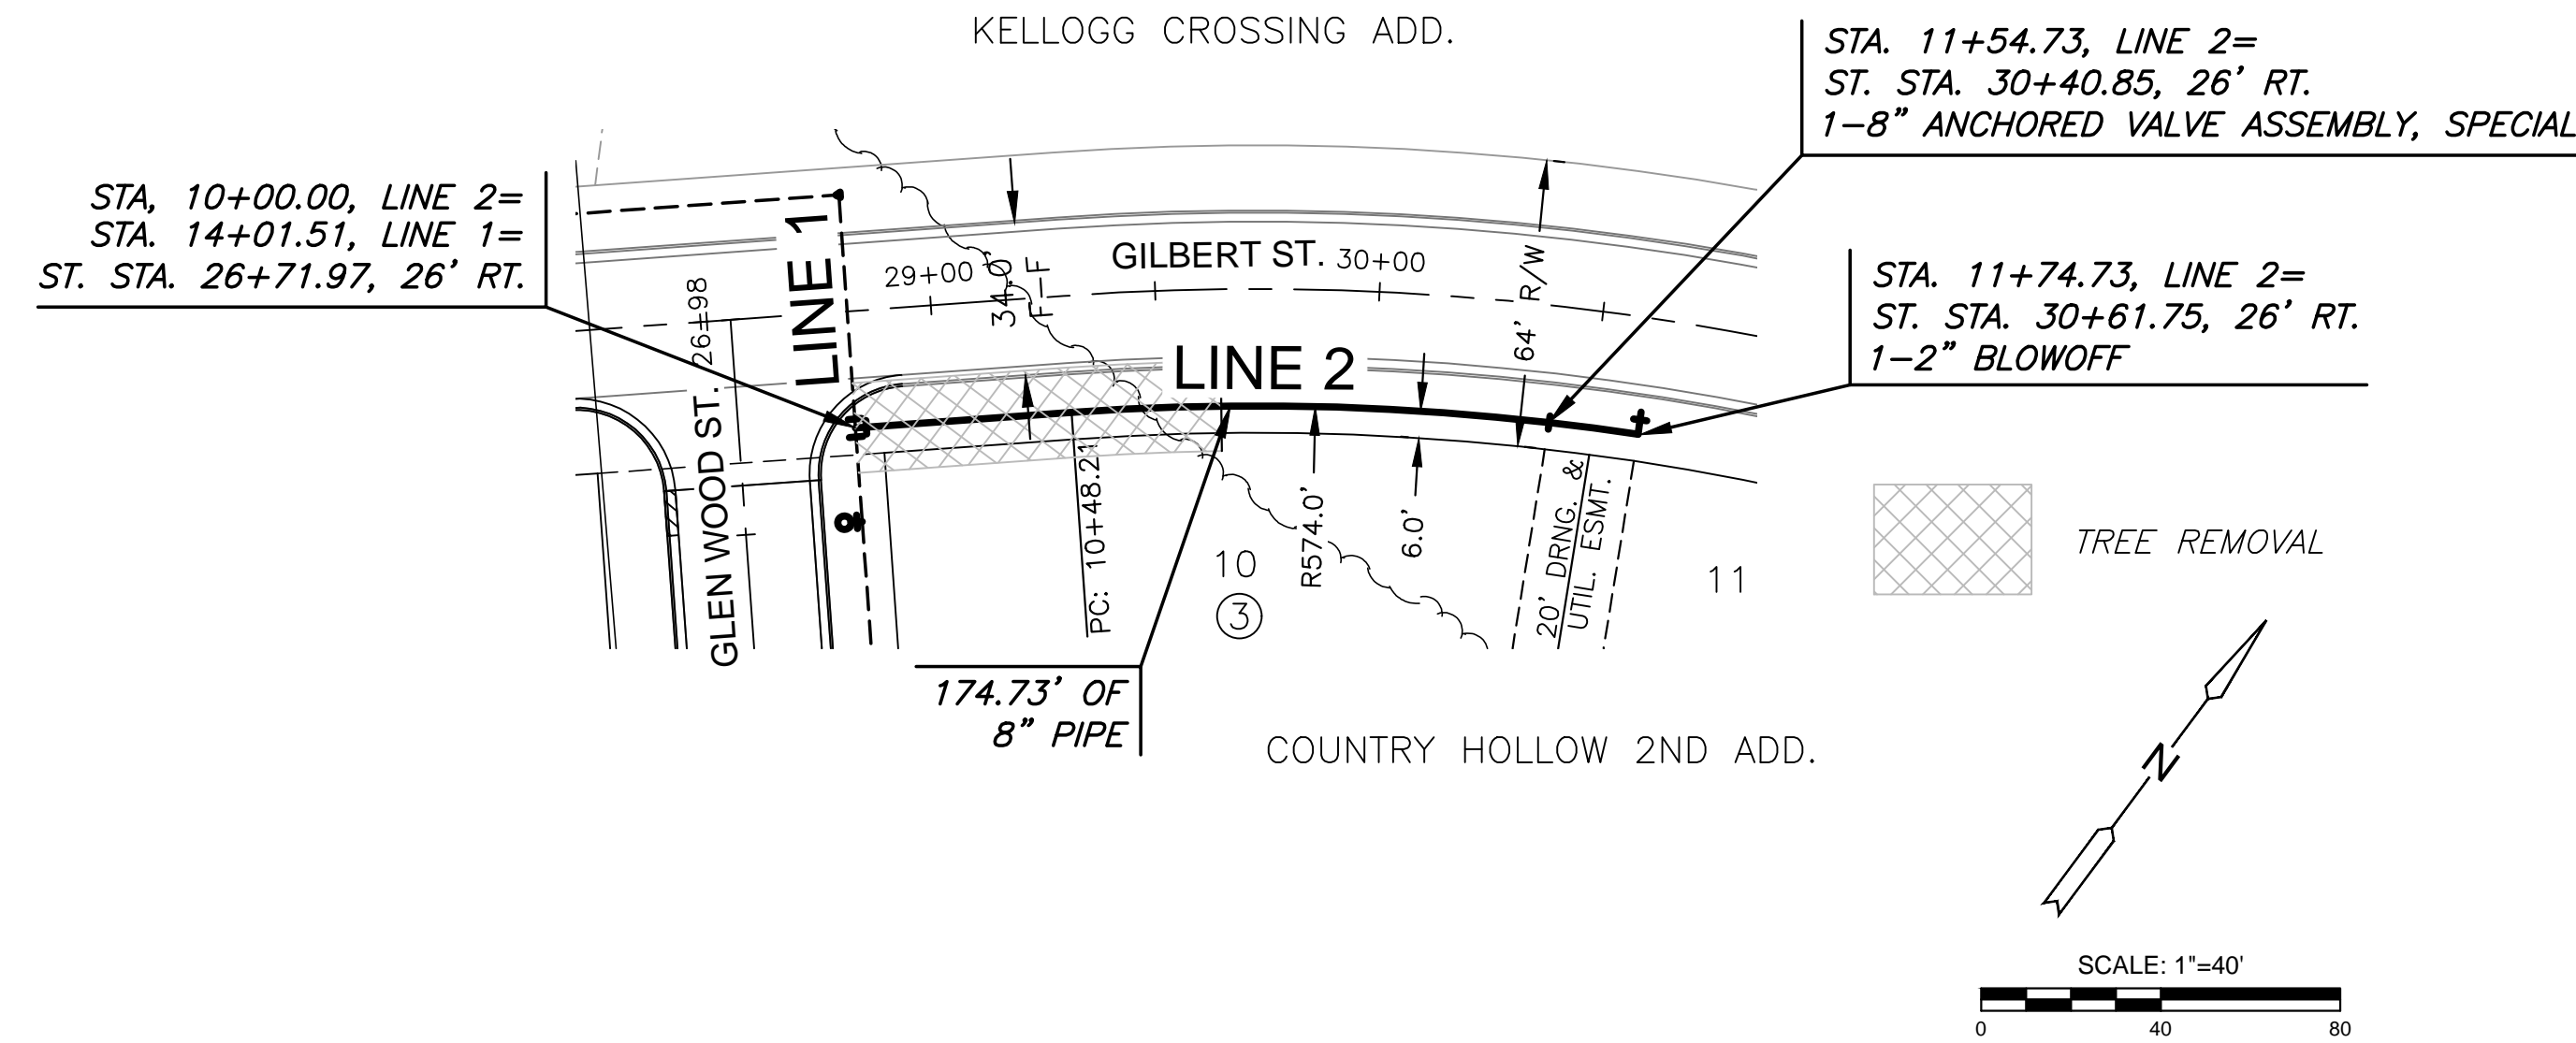 KELLOGG CROSSING ADD.
STA. 11+54.73, LINE 2=
ST. STA. 30+40.85, 26' RT.
1-8" ANCHORED VALVE ASSEMBLY, SPECIAL
STA, 10+00.00, LINE 2=
STA. 14+01.51, LINE 1=
ST. STA. 26+71.97, 26' RT.
STA. 11+74.73, LINE 2=
ST. STA. 30+61.75, 26' RT.
1-2" BLOWOFF
LINE 1
26+98
29+00
34.0'
F-F
GILBERT ST.
30+00
64' R/W
LINE 2
GLEN WOOD ST.
PC: 10+48.21
10
3
R574.0'
6.0'
20' DRNG. &
UTIL. ESMT.
11
TREE REMOVAL
174.73' OF
8" PIPE
COUNTRY HOLLOW 2ND ADD.
N
SCALE: 1"=40'
0 40 80